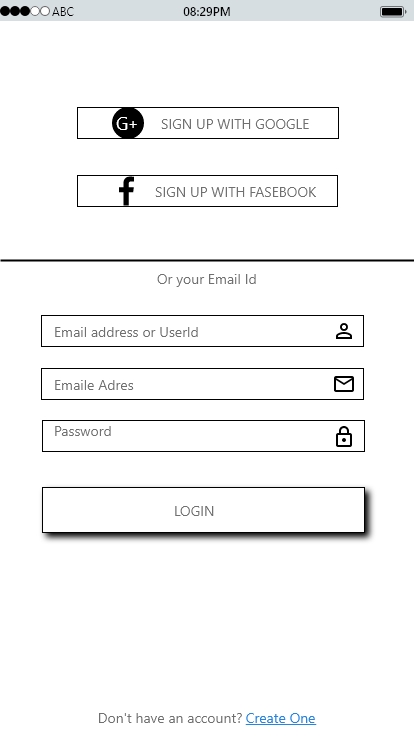 ABC 08:29PM
G+ SIGN UP WITH GOOGLE
f SIGN UP WITH FASEBOOK
Or your Email Id
Email address or UserId
Emaile Adres
Password
LOGIN
Don't have an account? Create One